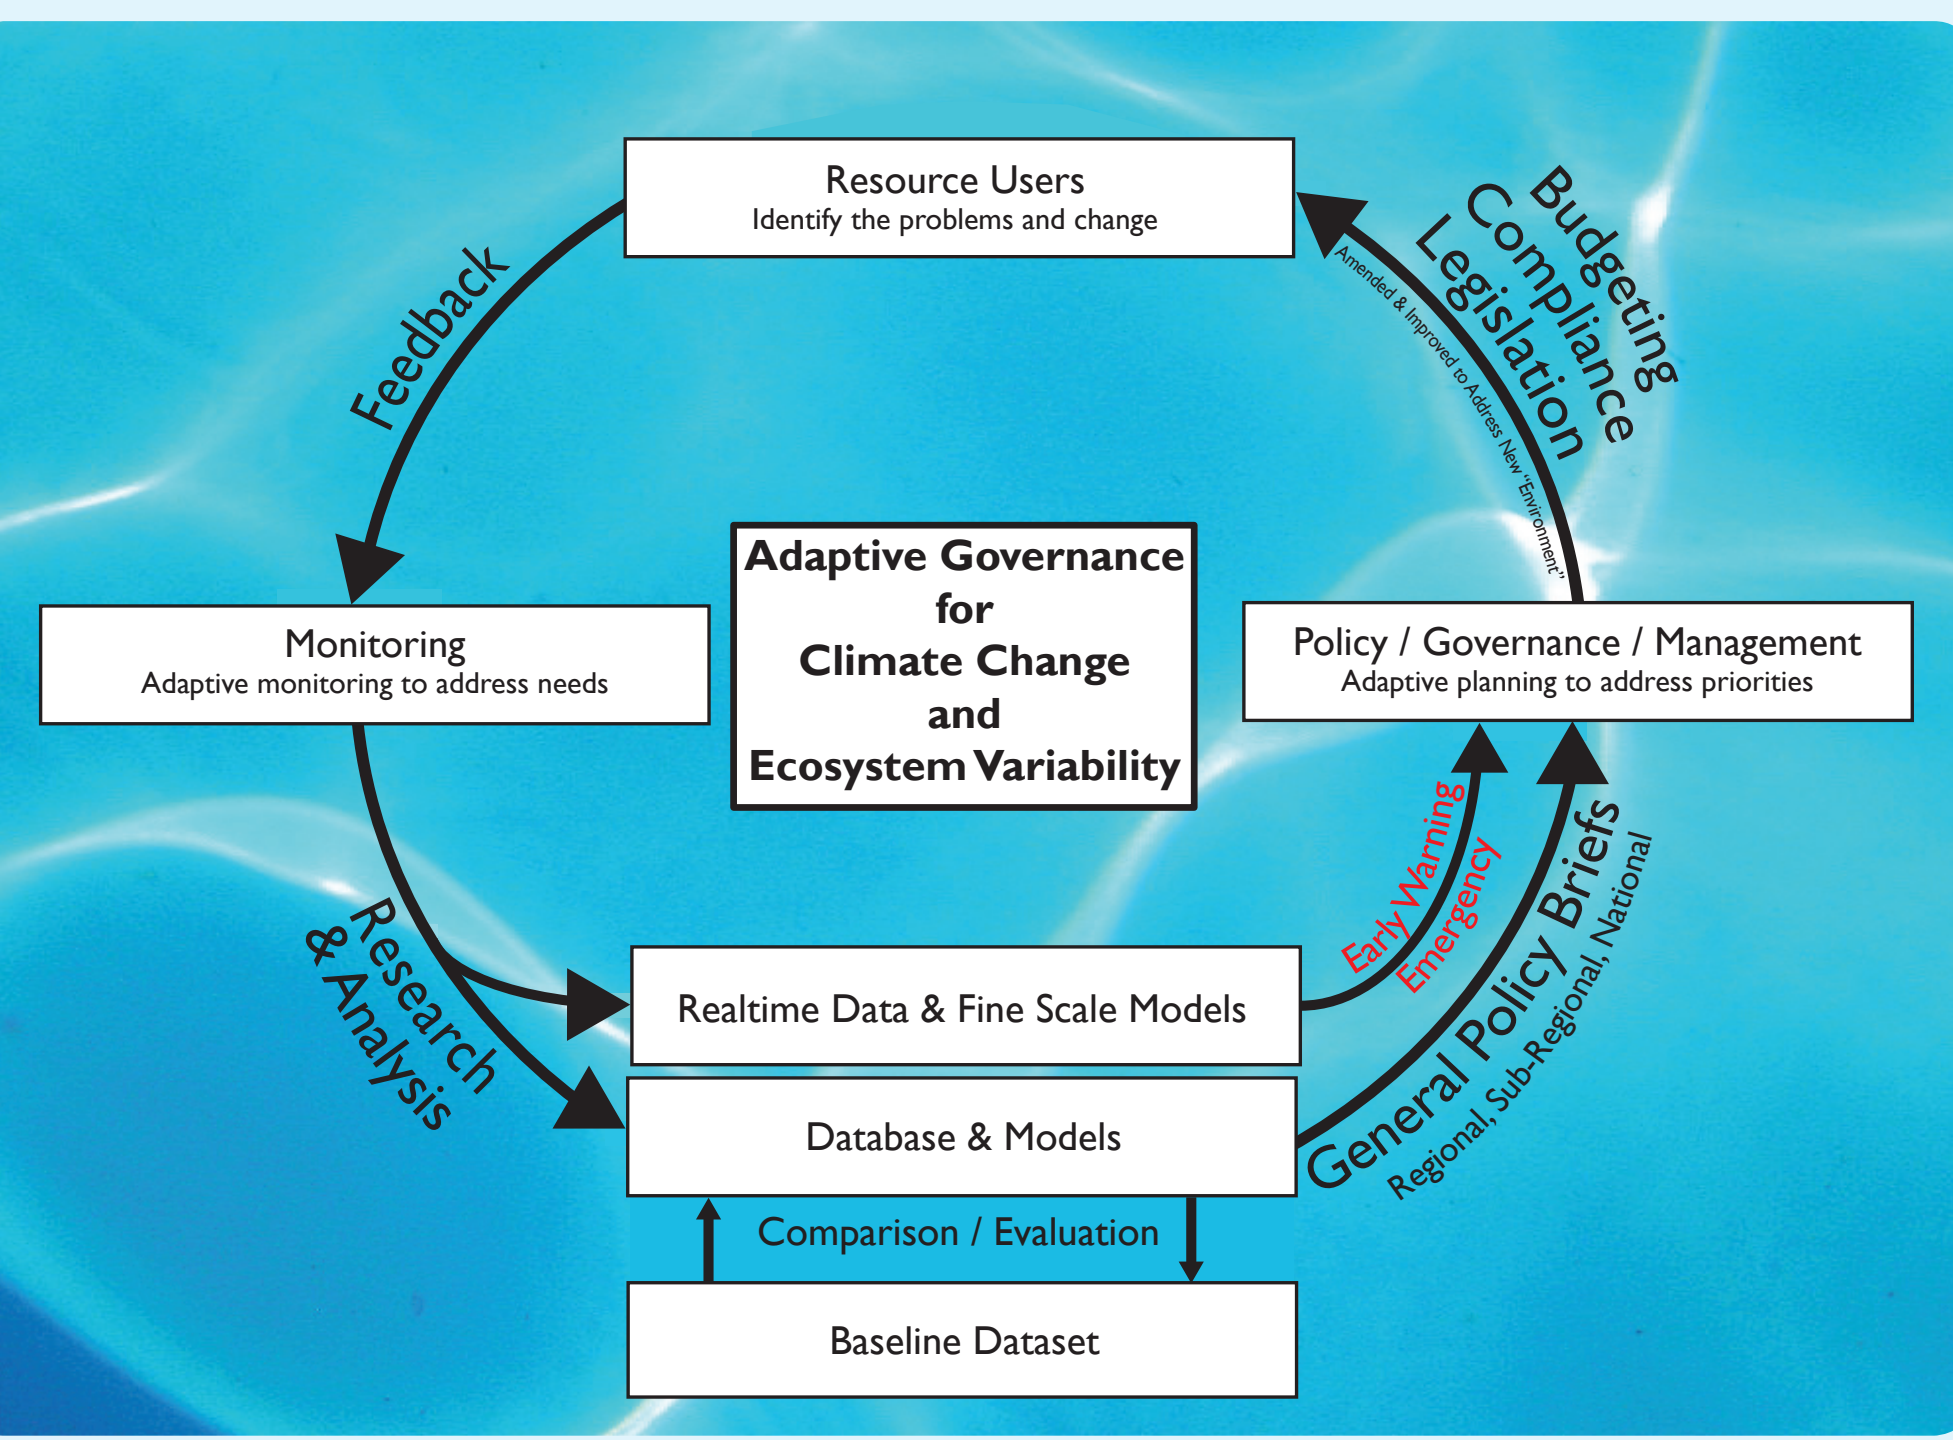 Resource Users
Identify the problems and change
Feedback
Budgeting
Compliance
Legislation
Amended & Improved to Address New “Environment”
Adaptive Governance
for
Climate Change
and
Ecosystem Variability
Monitoring
Adaptive monitoring to address needs
Policy / Governance / Management
Adaptive planning to address priorities
Research
& Analysis
Early Warning
Emergency
General Policy Briefs
Regional, Sub-Regional, National
Realtime Data & Fine Scale Models
Database & Models
Comparison / Evaluation
Baseline Dataset